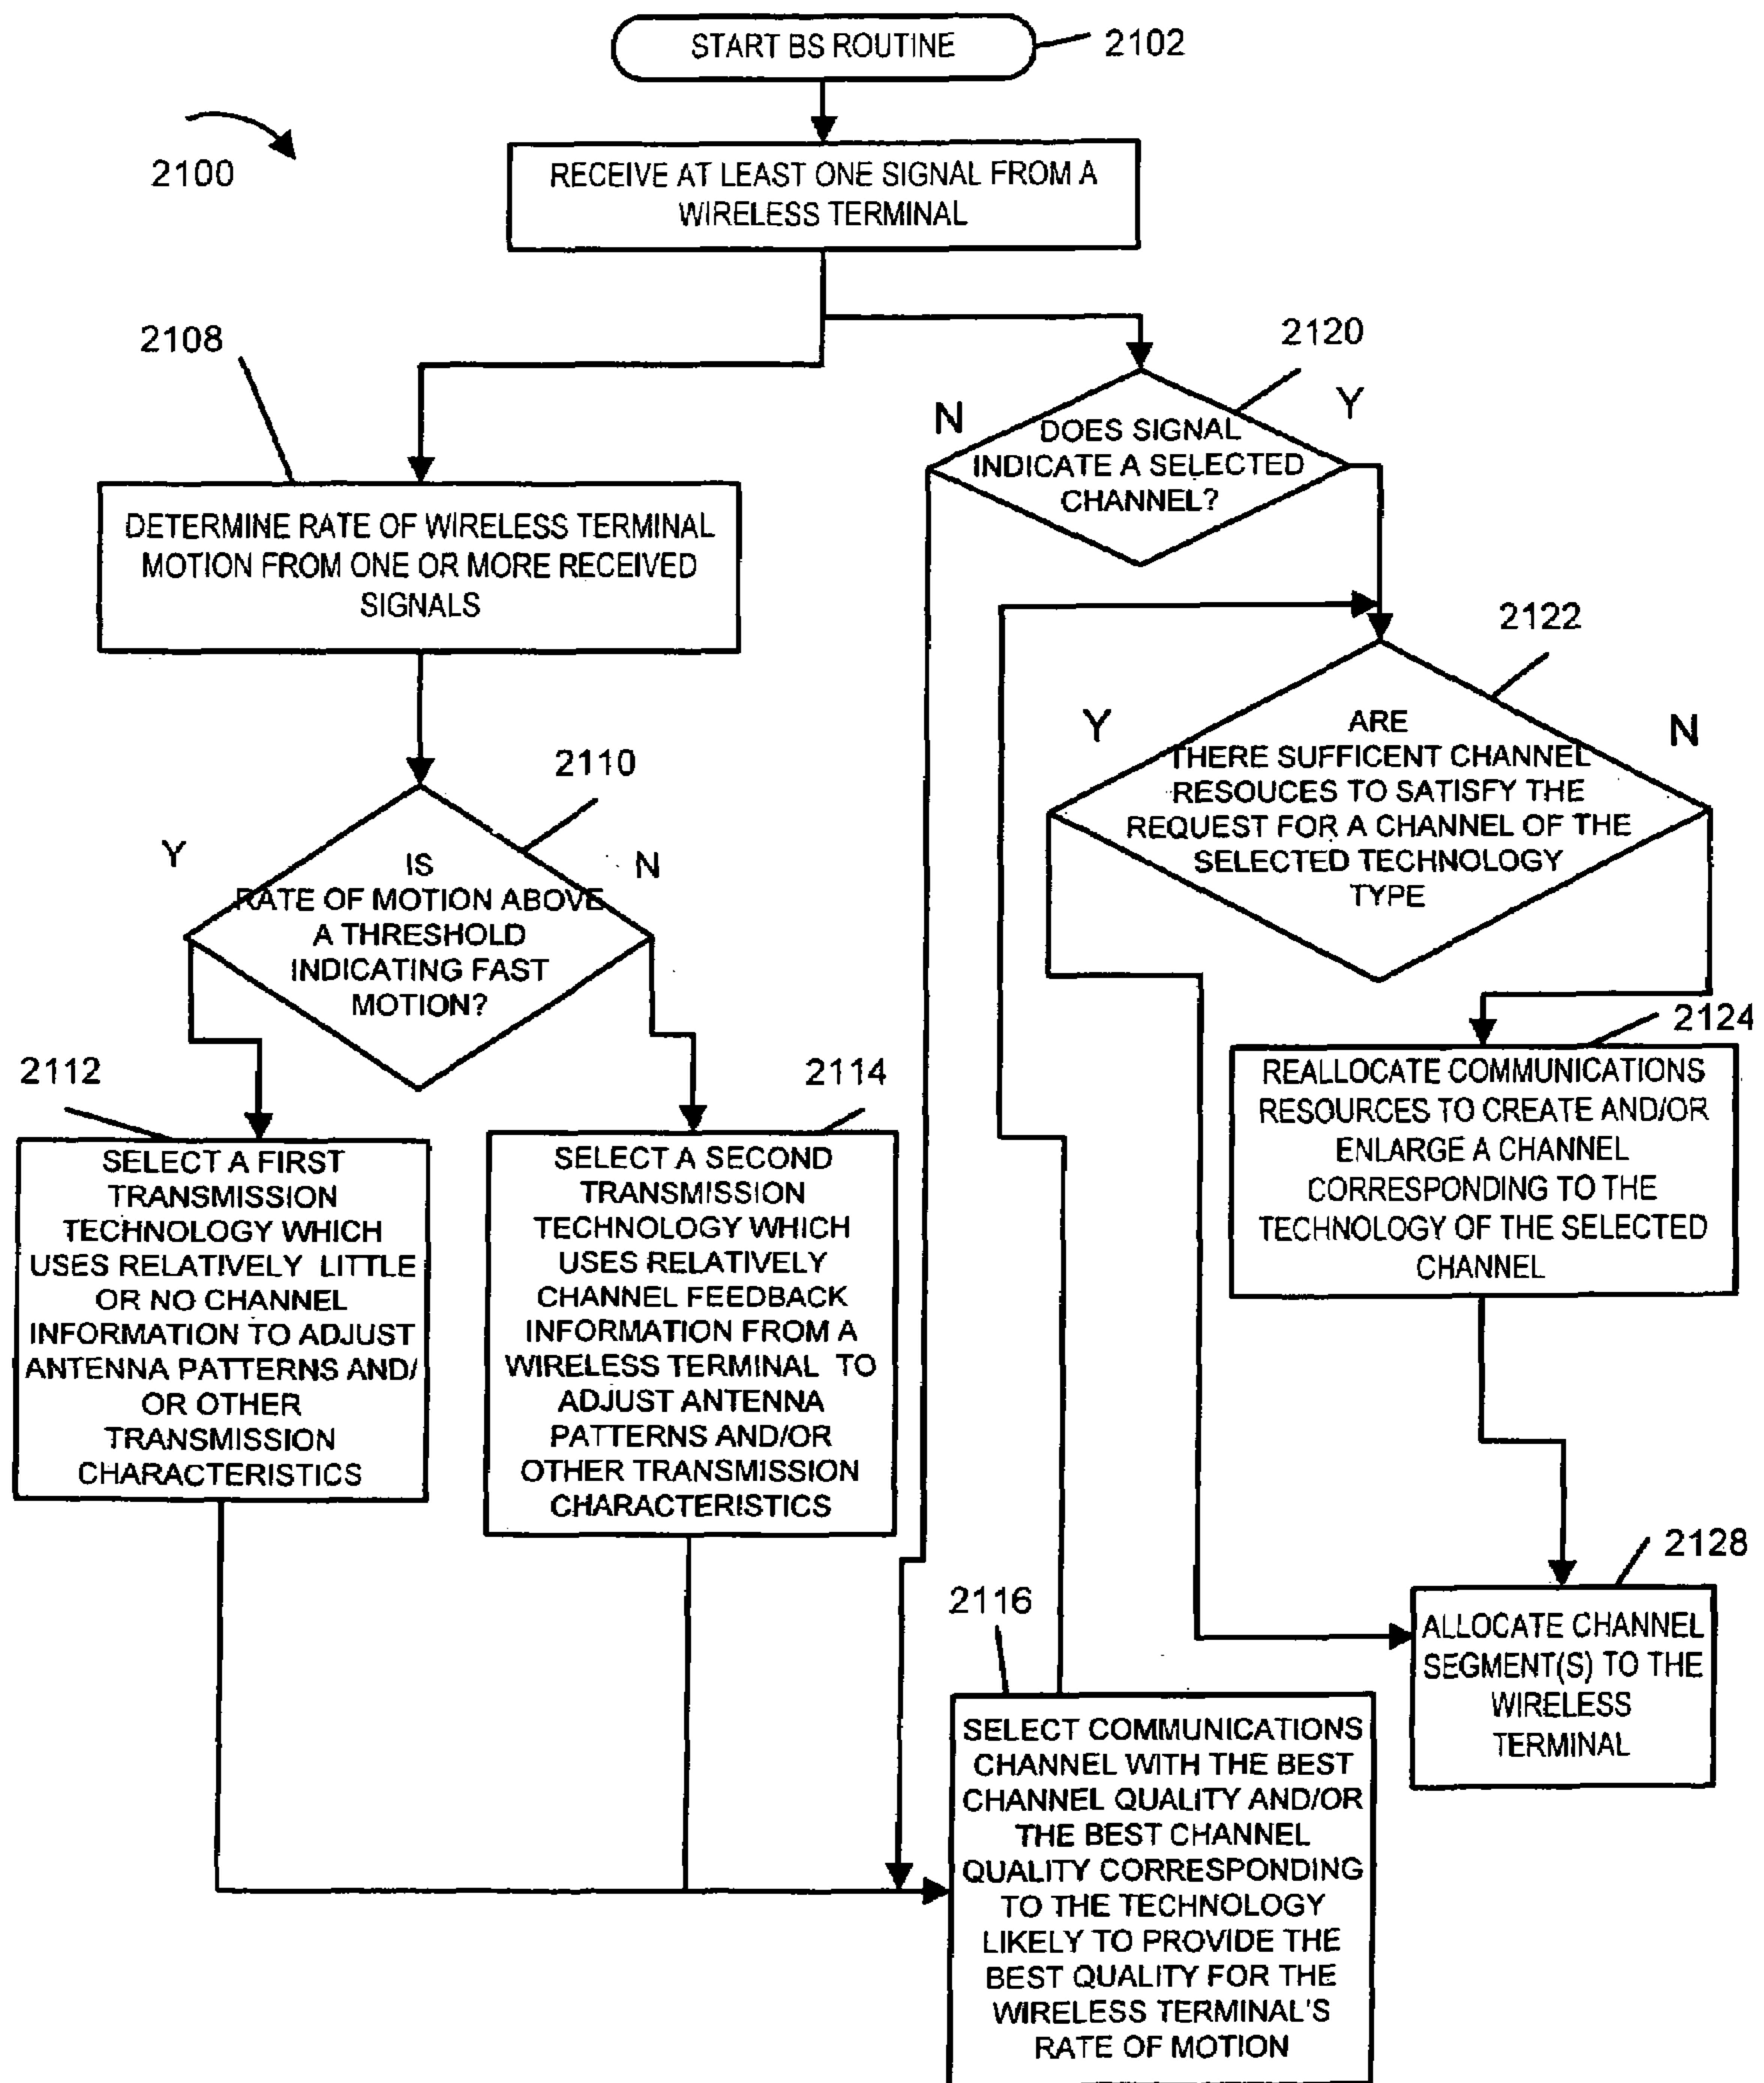 START BS ROUTINE
2102
2100
RECEIVE AT LEAST ONE SIGNAL FROM A
WIRELESS TERMINAL
2108
DETERMINE RATE OF WIRELESS TERMINAL
MOTION FROM ONE OR MORE RECEIVED
SIGNALS
2120
N
Y
DOES SIGNAL
INDICATE A SELECTED
CHANNEL?
2110
Y
N
IS
RATE OF MOTION ABOVE
A THRESHOLD
INDICATING FAST
MOTION?
2122
Y
N
ARE
THERE SUFFICENT CHANNEL
RESOUCES TO SATISFY THE
REQUEST FOR A CHANNEL OF THE
SELECTED TECHNOLOGY
TYPE
2112
SELECT A FIRST
TRANSMISSION
TECHNOLOGY WHICH
USES RELATIVELY LITTLE
OR NO CHANNEL
INFORMATION TO ADJUST
ANTENNA PATTERNS AND/
OR OTHER
TRANSMISSION
CHARACTERISTICS
2114
SELECT A SECOND
TRANSMISSION
TECHNOLOGY WHICH
USES RELATIVELY
CHANNEL FEEDBACK
INFORMATION FROM A
WIRELESS TERMINAL TO
ADJUST ANTENNA
PATTERNS AND/OR
OTHER TRANSMISSION
CHARACTERISTICS
2124
REALLOCATE COMMUNICATIONS
RESOURCES TO CREATE AND/OR
ENLARGE A CHANNEL
CORRESPONDING TO THE
TECHNOLOGY OF THE SELECTED
CHANNEL
2116
SELECT COMMUNICATIONS
CHANNEL WITH THE BEST
CHANNEL QUALITY AND/OR
THE BEST CHANNEL
QUALITY CORRESPONDING
TO THE TECHNOLOGY
LIKELY TO PROVIDE THE
BEST QUALITY FOR THE
WIRELESS TERMINAL'S
RATE OF MOTION
2128
ALLOCATE CHANNEL
SEGMENT(S) TO THE
WIRELESS
TERMINAL